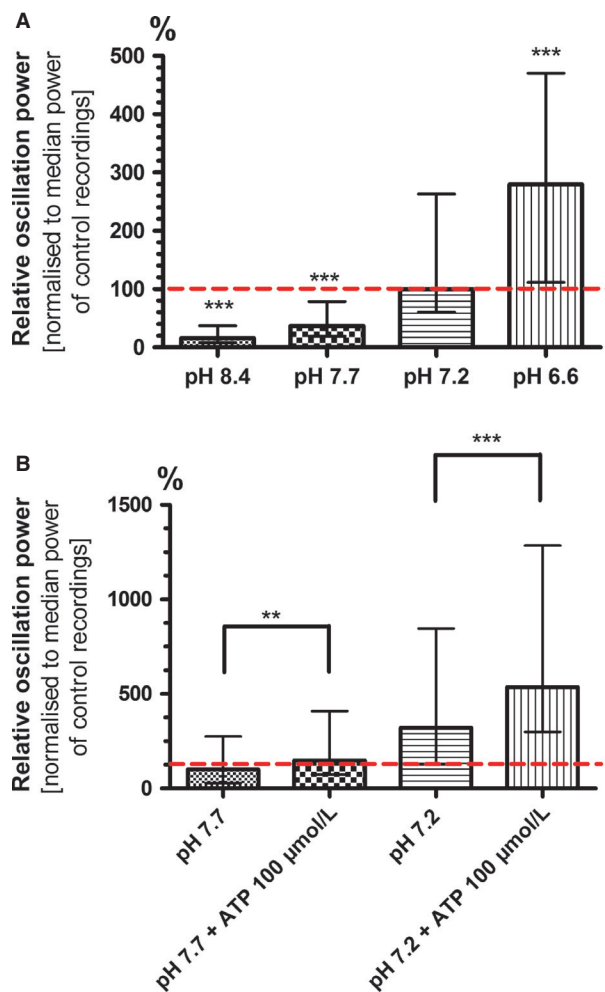 A
%
Relative oscillation power
[normalised to median power
of control recordings]
500
400
300
200
100
0
***
***
***
pH 8.4
pH 7.7
pH 7.2
pH 6.6
B
%
Relative oscillation power
[normalised to median power
of control recordings]
1500
1000
500
0
**
***
pH 7.7
pH 7.7 + ATP 100 µmol/L
pH 7.2
pH 7.2 + ATP 100 µmol/L